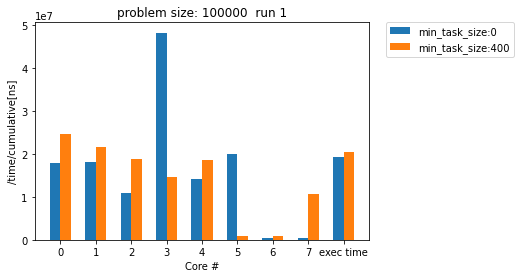 problem size: 100000  run 1
1e7
min_task_size:0
min_task_size:400
/time/cumulative[ns]
5
4
3
2
1
0
0 1 2 3 4 5 6 7 exec time
Core #